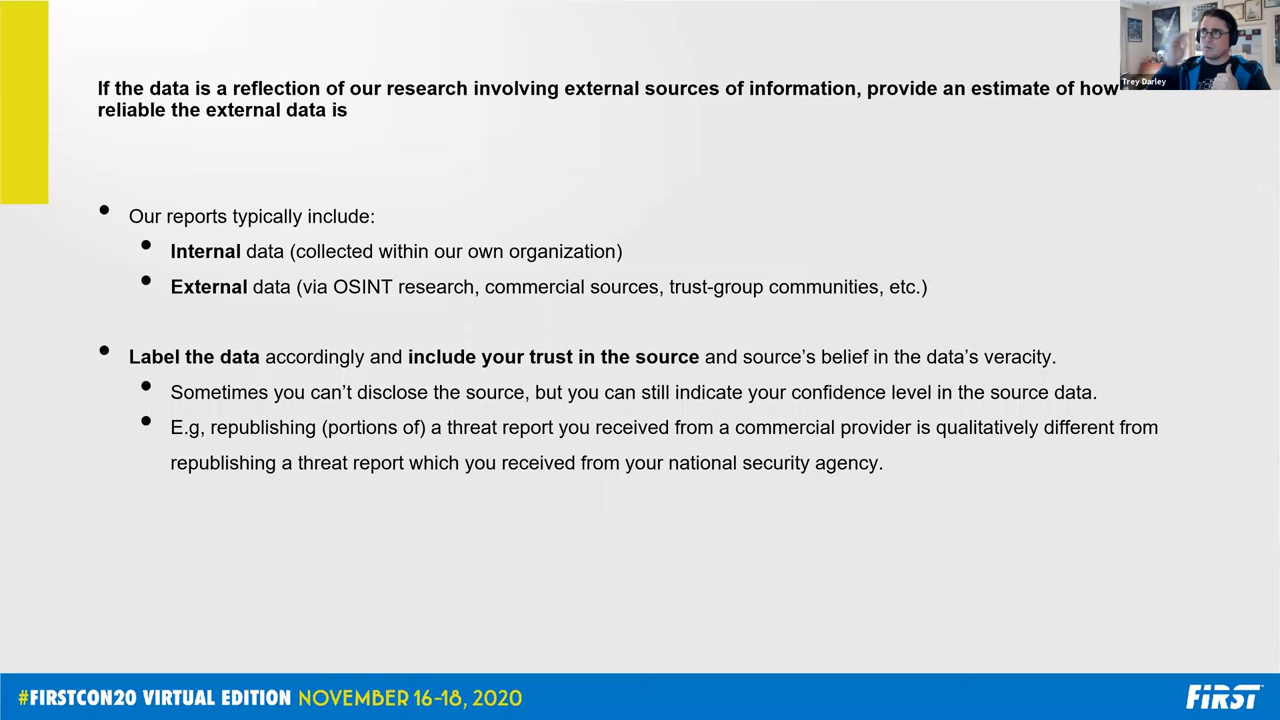 If the data is a reflection of our research involving external sources of information, provide an estimate of how
reliable the external data is
Trey Darley
• Our reports typically include:
• Internal data (collected within our own organization)
• External data (via OSINT research, commercial sources, trust-group communities, etc.)
• Label the data accordingly and include your trust in the source and source’s belief in the data’s veracity.
• Sometimes you can’t disclose the source, but you can still indicate your confidence level in the source data.
• E.g, republishing (portions of) a threat report you received from a commercial provider is qualitatively different from
republishing a threat report which you received from your national security agency.
#FIRSTCON20 VIRTUAL EDITION NOVEMBER 16-18, 2020
FiRST